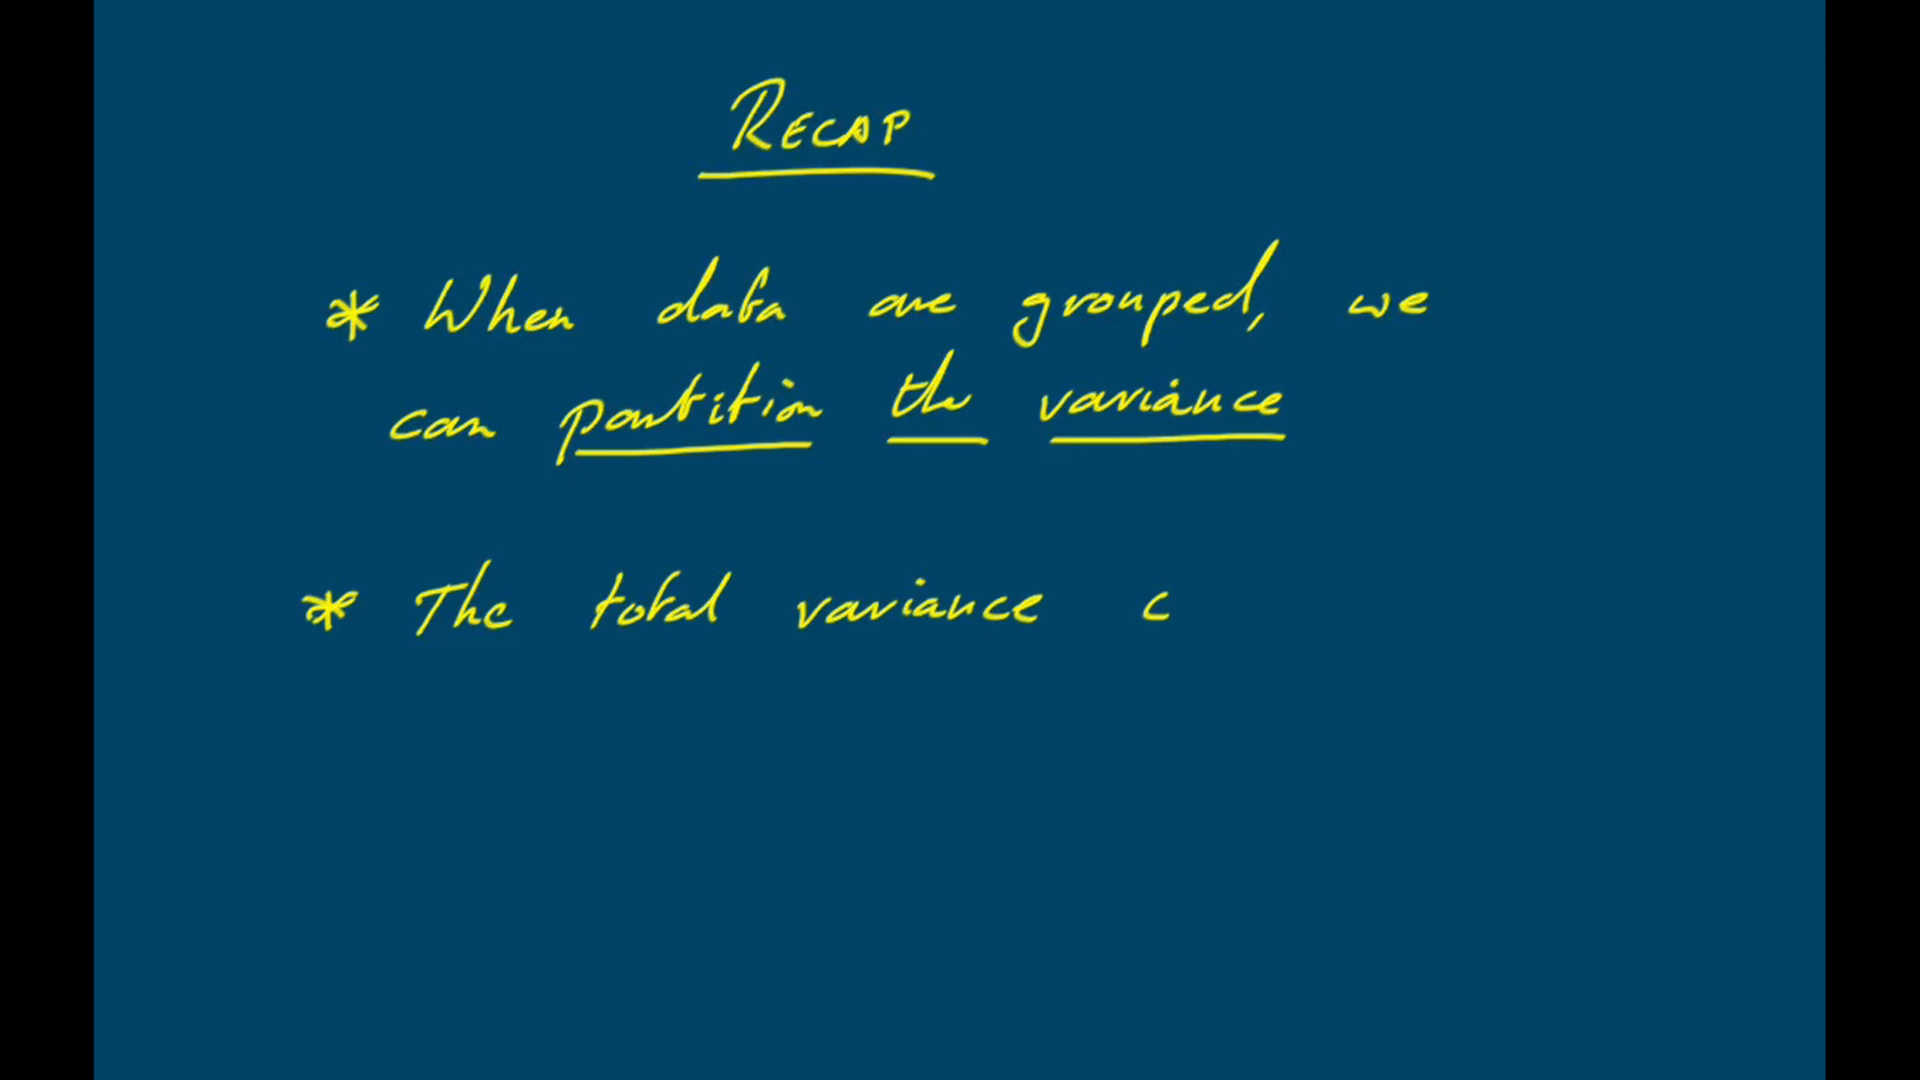 RECAP
* When data are grouped, we
can partition the variance
* The total variance c